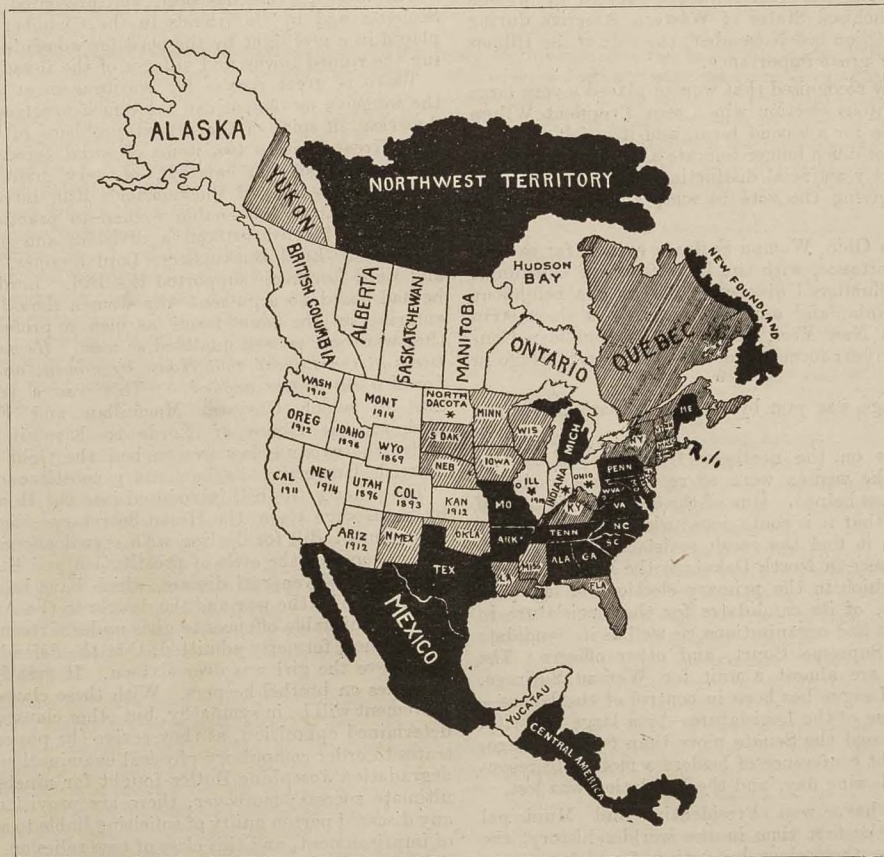 ALASKA
YUKON
NORTHWEST TERRITORY
BRITISH COLUMBIA
ALBERTA
SASKATCHEWAN
MANITOBA
HUDSON
BAY
ONTARIO
QUEBEC
NEW FOUNDLAND
WASH
1910
OREG
1912
IDAHO
1896
MONT
1914
WYO
1869
NORTH
DACOTA
*
S DAK
NEB
MINN
WIS
IOWA
MICH
ILL
*
INDIANA
*
OHIO
*
NY
ME
R.I.
PENN
CAL
1911
NEV
1914
UTAH
1896
COL
1893
KAN
1912
MO
KY
W VA
VA
NC
SC
TENN
ARIZ
1912
N MEX
OKLA
ARK
TEX
LA
MISS
ALA
GA
FLA
MEXICO
YUCATAU
CENTRAL AMERICA